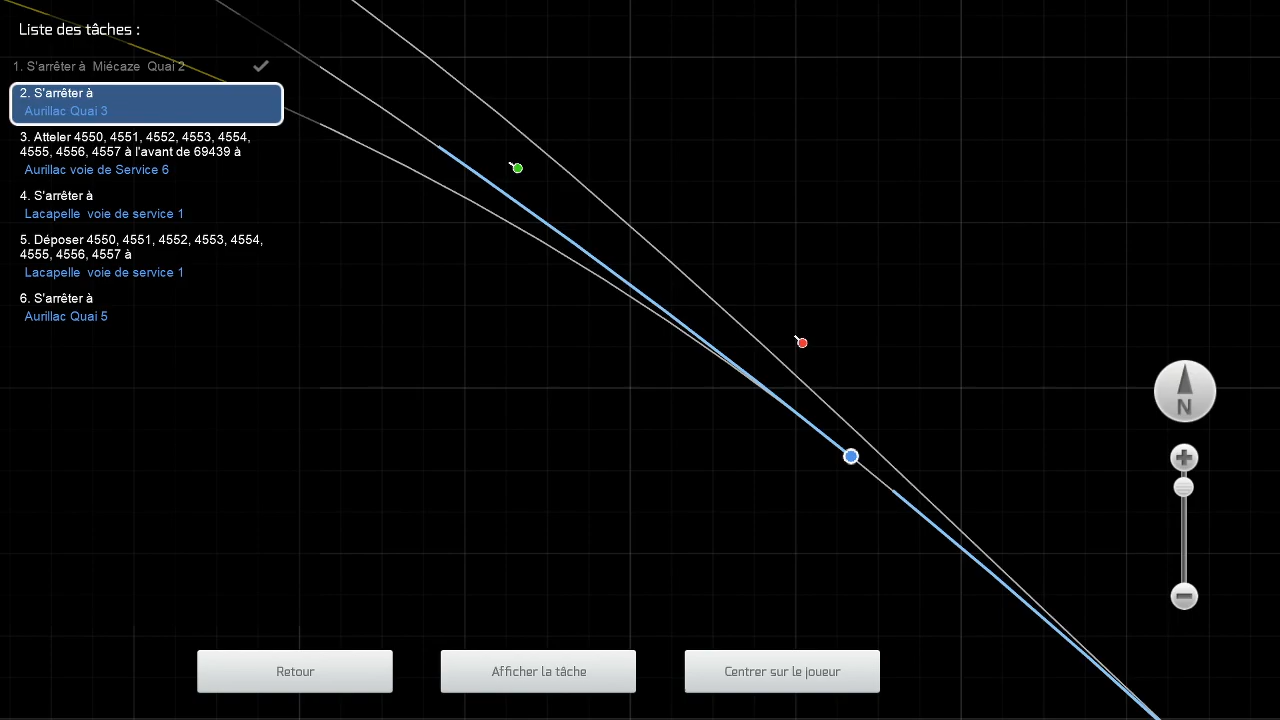 Liste des tâches :
1. S'arrêter à  Miécaze  Quai 2
2. S'arrêter à
Aurillac Quai 3
3. Atteler 4550, 4551, 4552, 4553, 4554,
4555, 4556, 4557 à l'avant de 69439 à
Aurillac voie de Service 6
4. S'arrêter à
Lacapelle  voie de service 1
5. Déposer 4550, 4551, 4552, 4553, 4554,
4555, 4556, 4557 à
Lacapelle  voie de service 1
6. S'arrêter à
Aurillac Quai 5
N
Retour
Afficher la tâche
Centrer sur le joueur